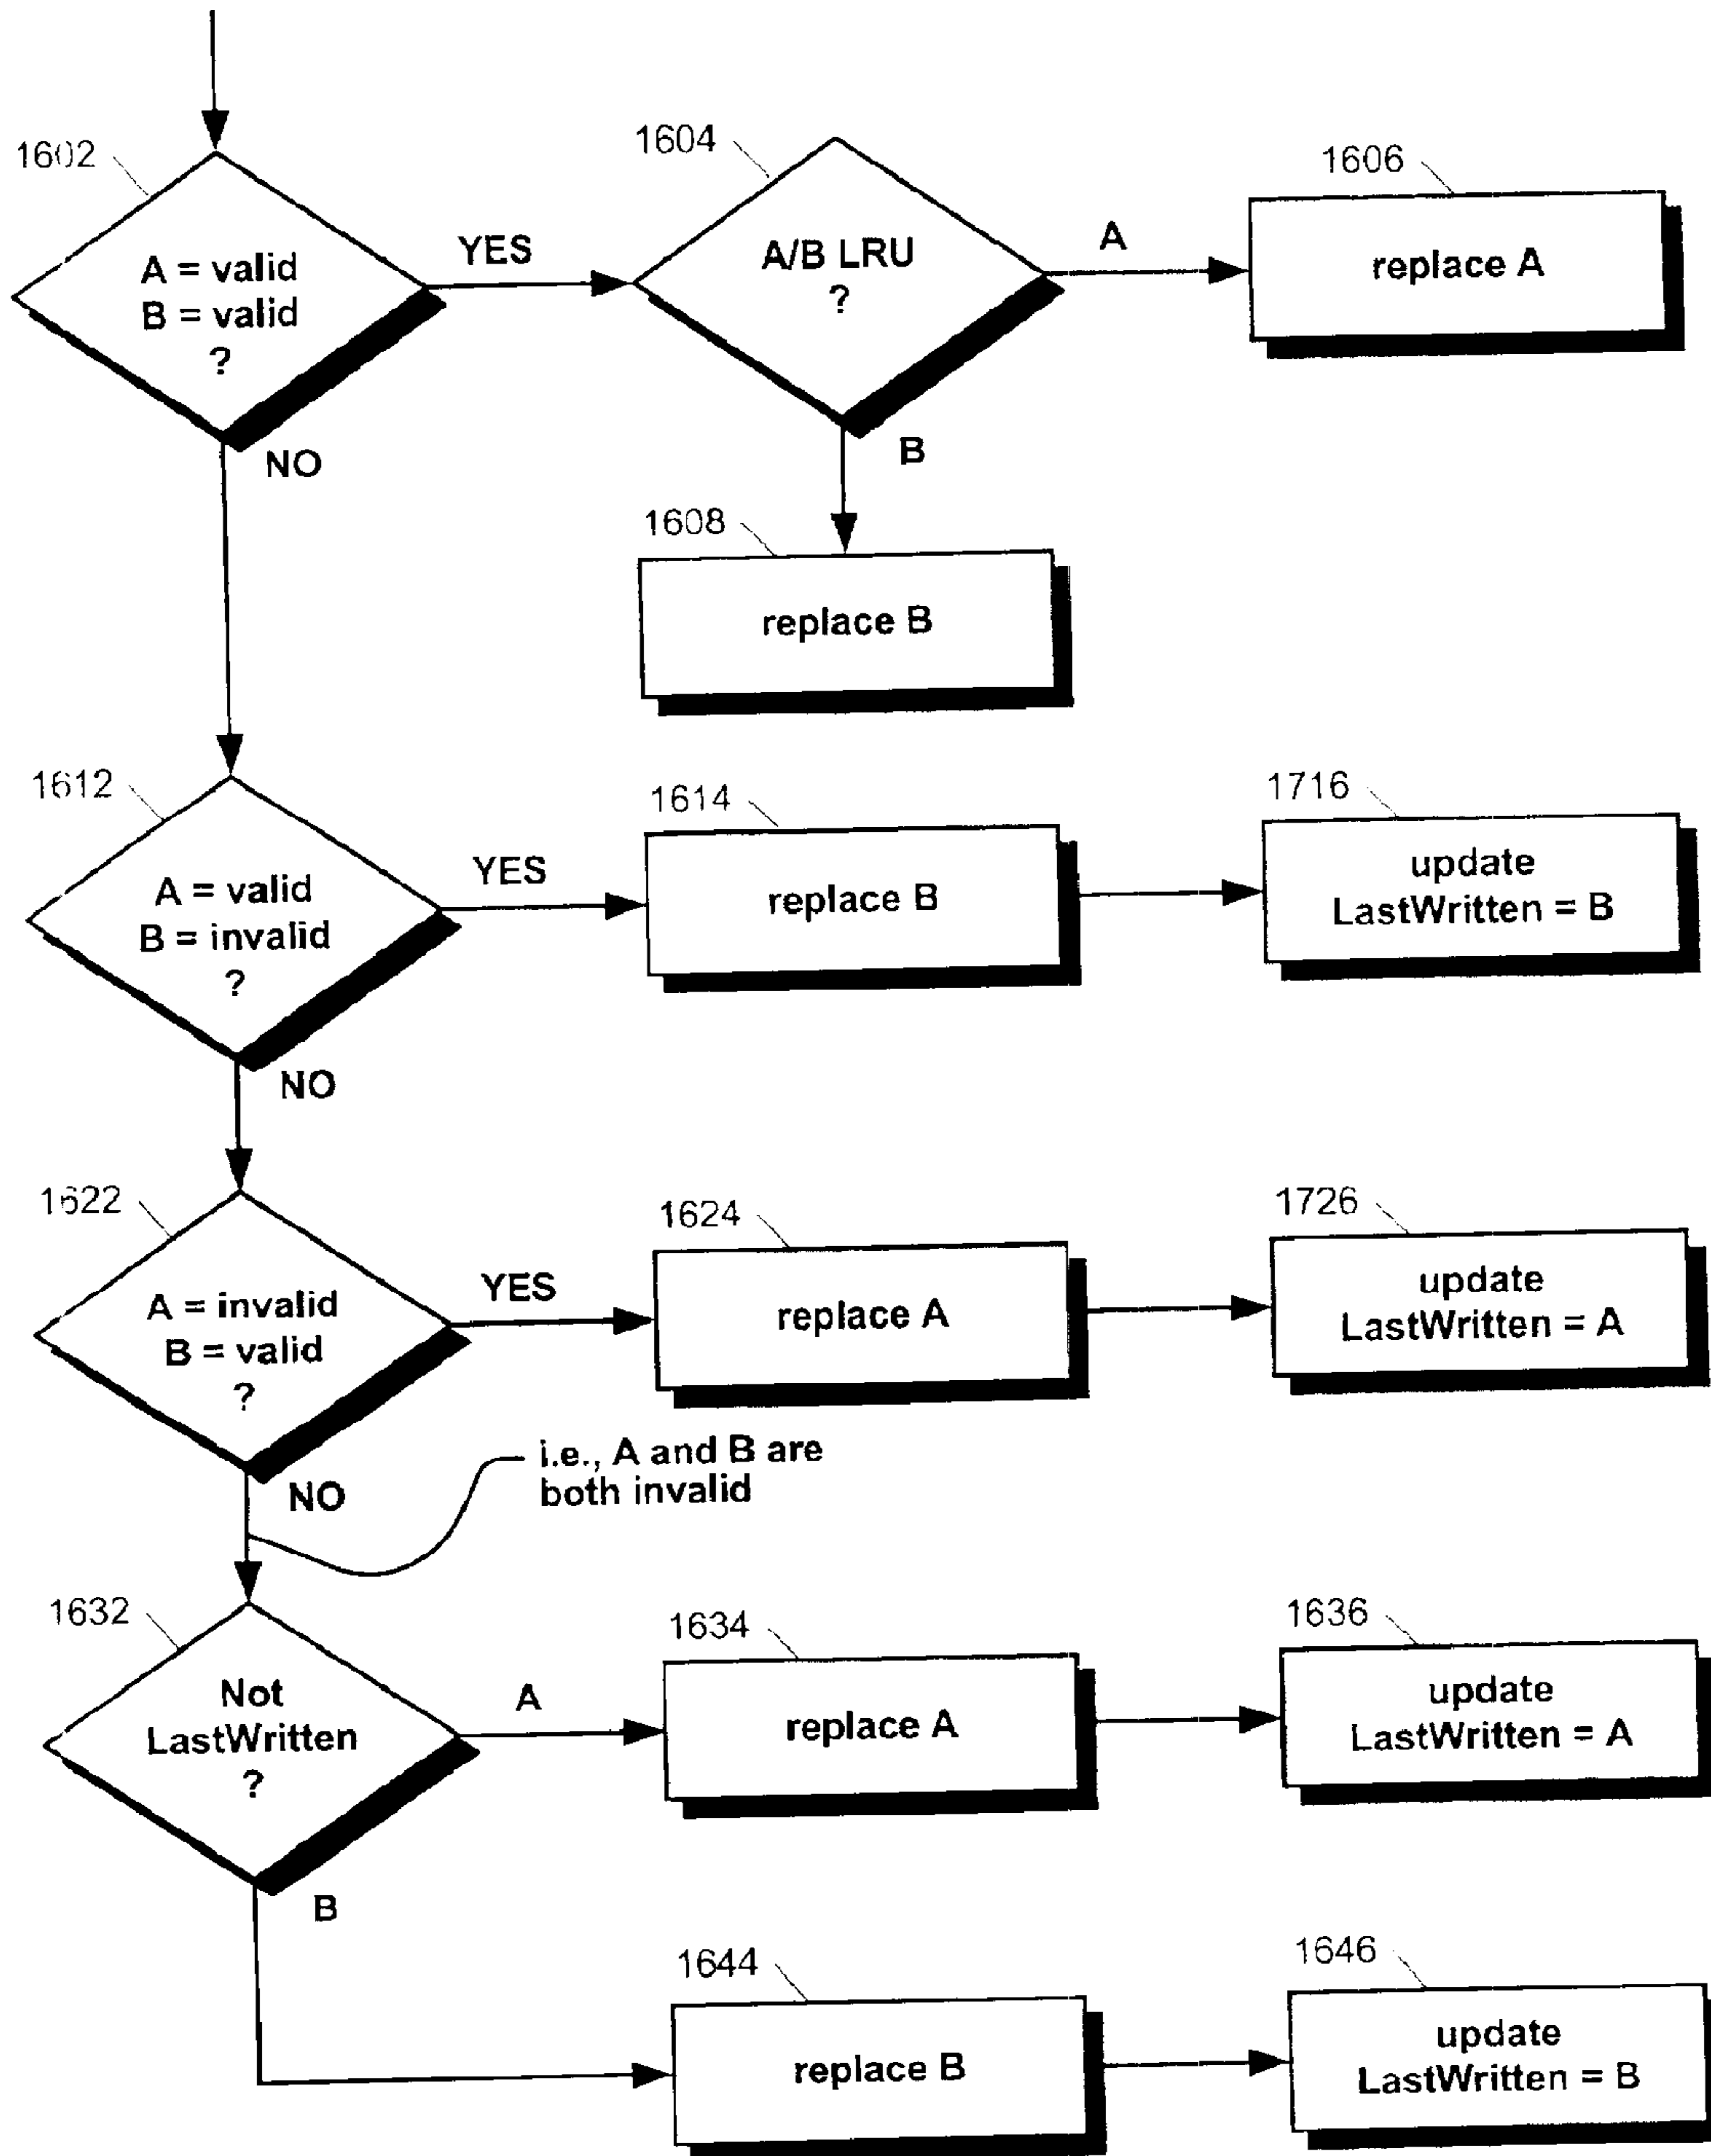 1602
A = valid
B = valid
?
YES
NO
1604
A/B LRU
?
A
B
1606
replace A
1608
replace B
1612
A = valid
B = invalid
?
YES
NO
1614
replace B
1716
update
LastWritten = B
1622
A = invalid
B = valid
?
YES
NO
1624
replace A
1726
update
LastWritten = A
i.e., A and B are
both invalid
1632
Not
LastWritten
?
A
B
1634
replace A
1636
update
LastWritten = A
1644
replace B
1646
update
LastWritten = B